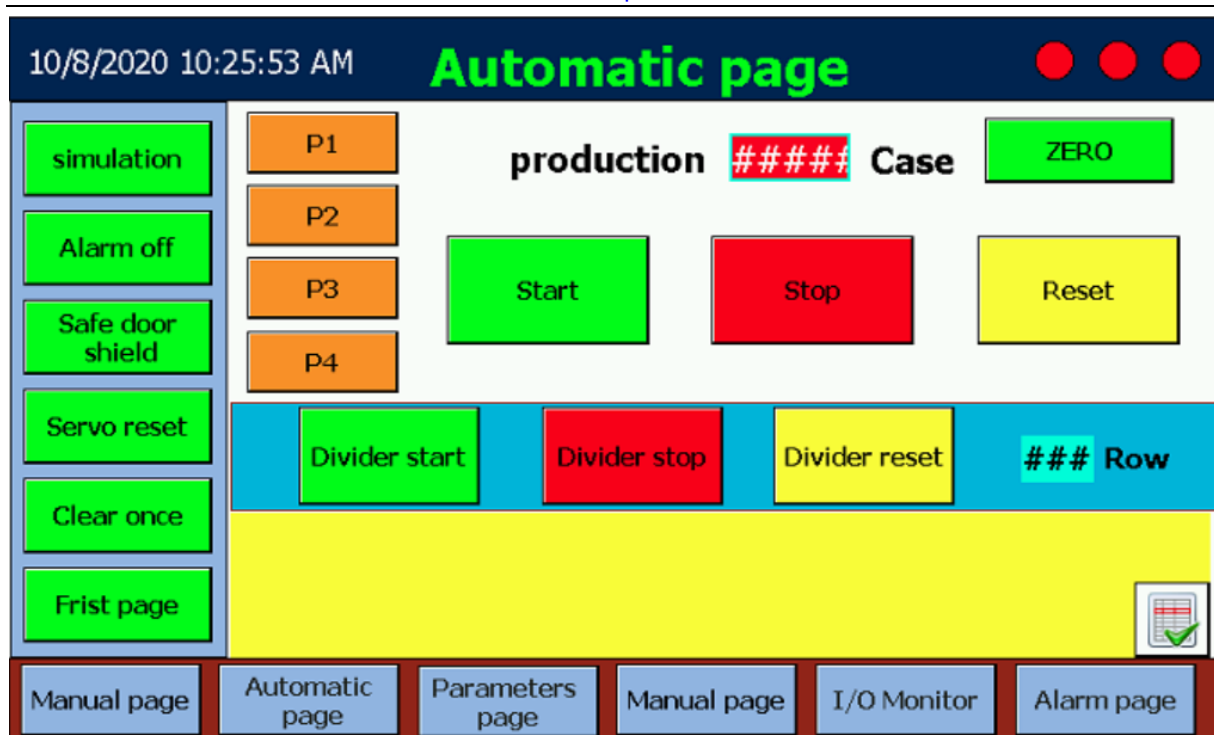 10/8/2020 10:25:53 AM
Automatic page
simulation
Alarm off
Safe door
shield
Servo reset
Clear once
Frist page
P1
P2
P3
P4
production ##### Case
ZERO
Start
Stop
Reset
Divider start
Divider stop
Divider reset
### Row
Manual page
Automatic
page
Parameters
page
Manual page
I/O Monitor
Alarm page